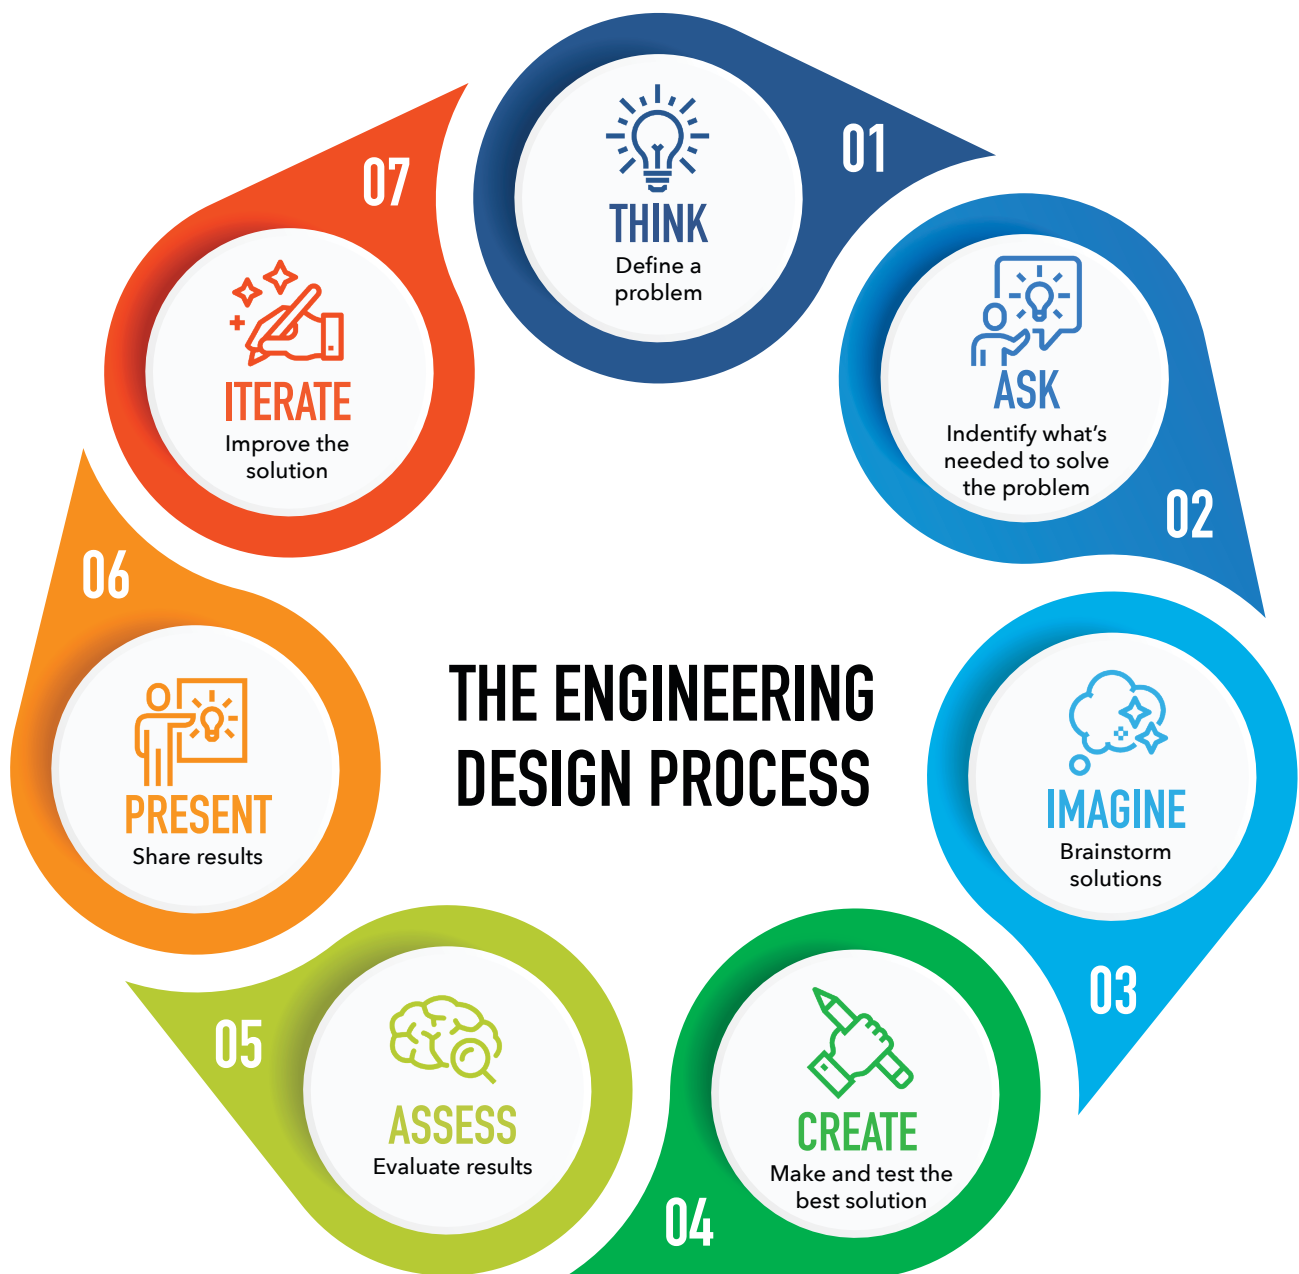 THE ENGINEERING
DESIGN PROCESS
01
THINK
Define a
problem
02
ASK
Indentify what's
needed to solve
the problem
03
IMAGINE
Brainstorm
solutions
04
CREATE
Make and test the
best solution
05
ASSESS
Evaluate results
06
PRESENT
Share results
07
ITERATE
Improve the
solution